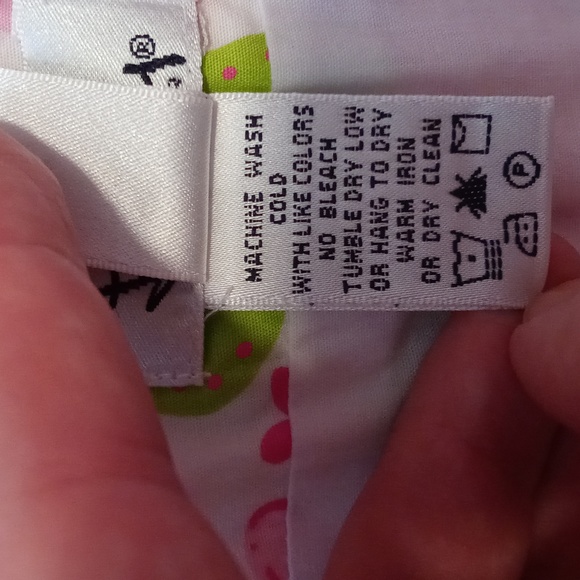 MACHINE WASH
COLD
WITH LIKE COLORS
NO BLEACH
TUMBLE DRY LOW
OR HANG TO DRY
WARM IRON
OR DRY CLEAN
P
®